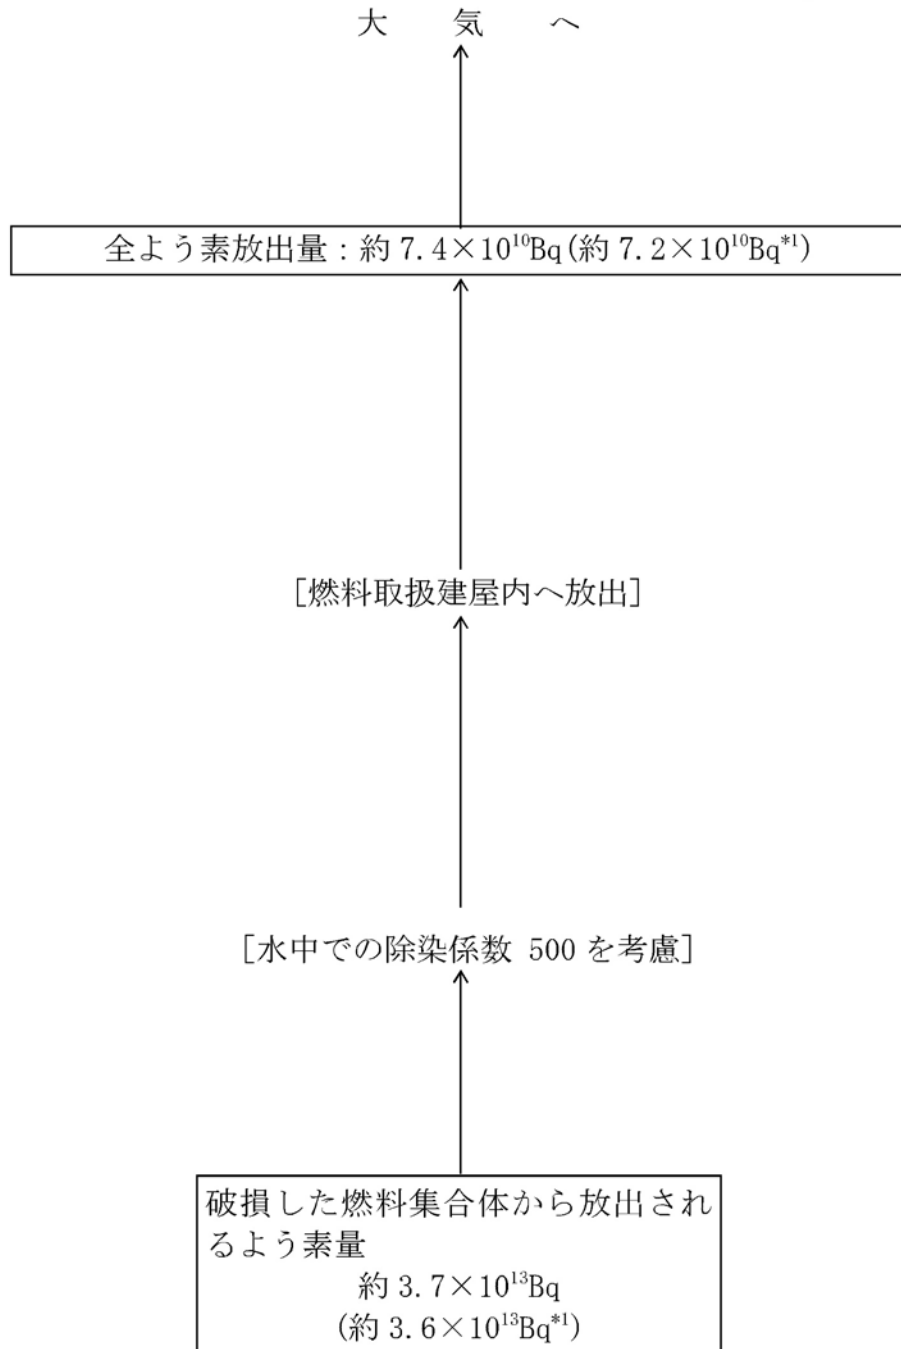 大　気　へ
全よう素放出量：約 7.4×10¹⁰Bq(約 7.2×10¹⁰Bq*¹)
［燃料取扱建屋内へ放出］
［水中での除染係数 500 を考慮］
破損した燃料集合体から放出され
るよう素量
約 3.7×10¹³Bq
(約 3.6×10¹³Bq*¹)